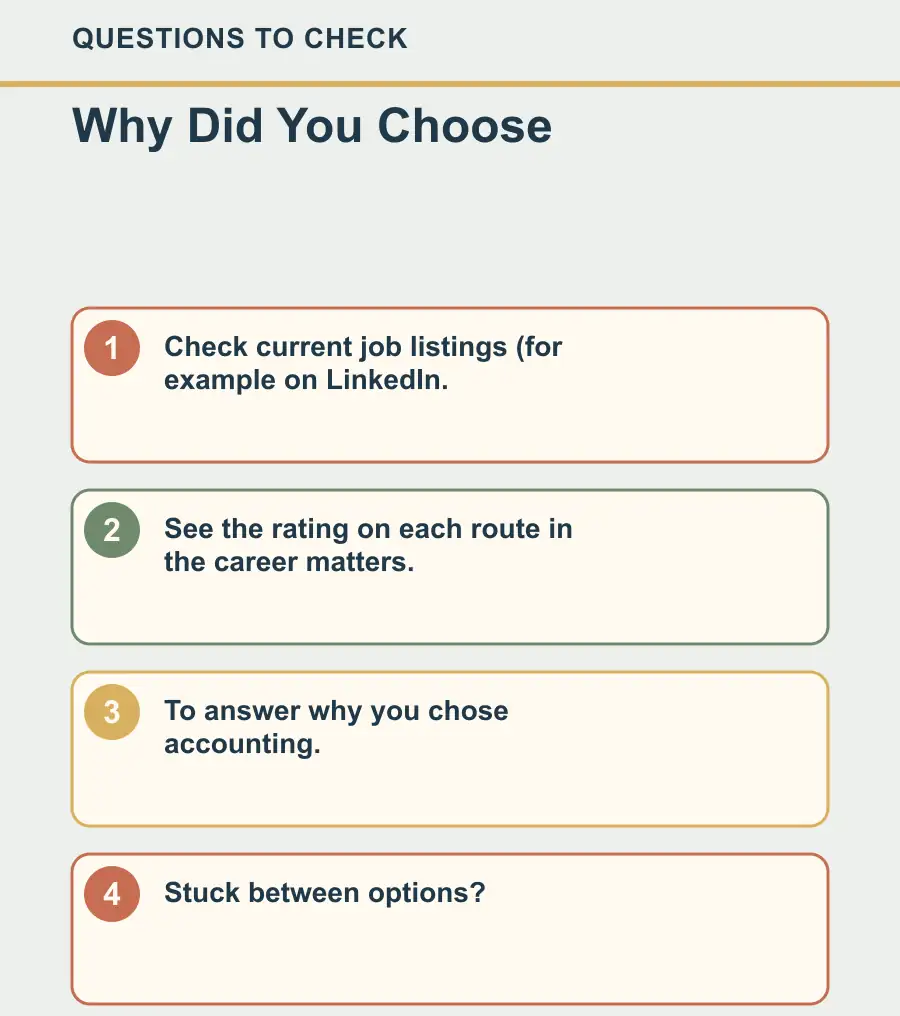 QUESTIONS TO CHECK
Why Did You Choose
1
Check current job listings (for
example on LinkedIn.
2
See the rating on each route in
the career matters.
3
To answer why you chose
accounting.
4
Stuck between options?